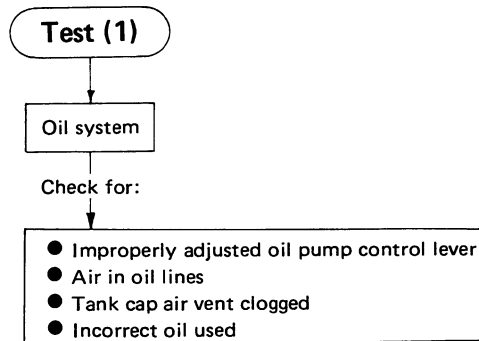 Test (1)
Oil system
Check for:
● Improperly adjusted oil pump control lever
● Air in oil lines
● Tank cap air vent clogged
● Incorrect oil used